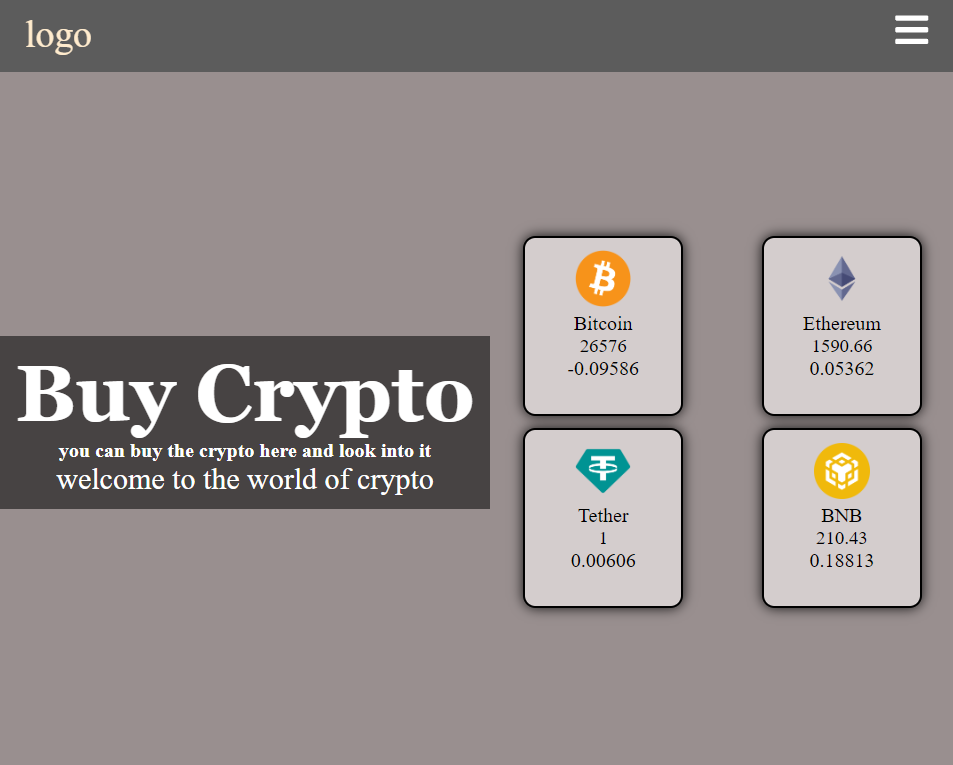 logo
Buy Crypto
you can buy the crypto here and look into it
welcome to the world of crypto
Bitcoin
26576
-0.09586
Ethereum
1590.66
0.05362
Tether
1
0.00606
BNB
210.43
0.18813